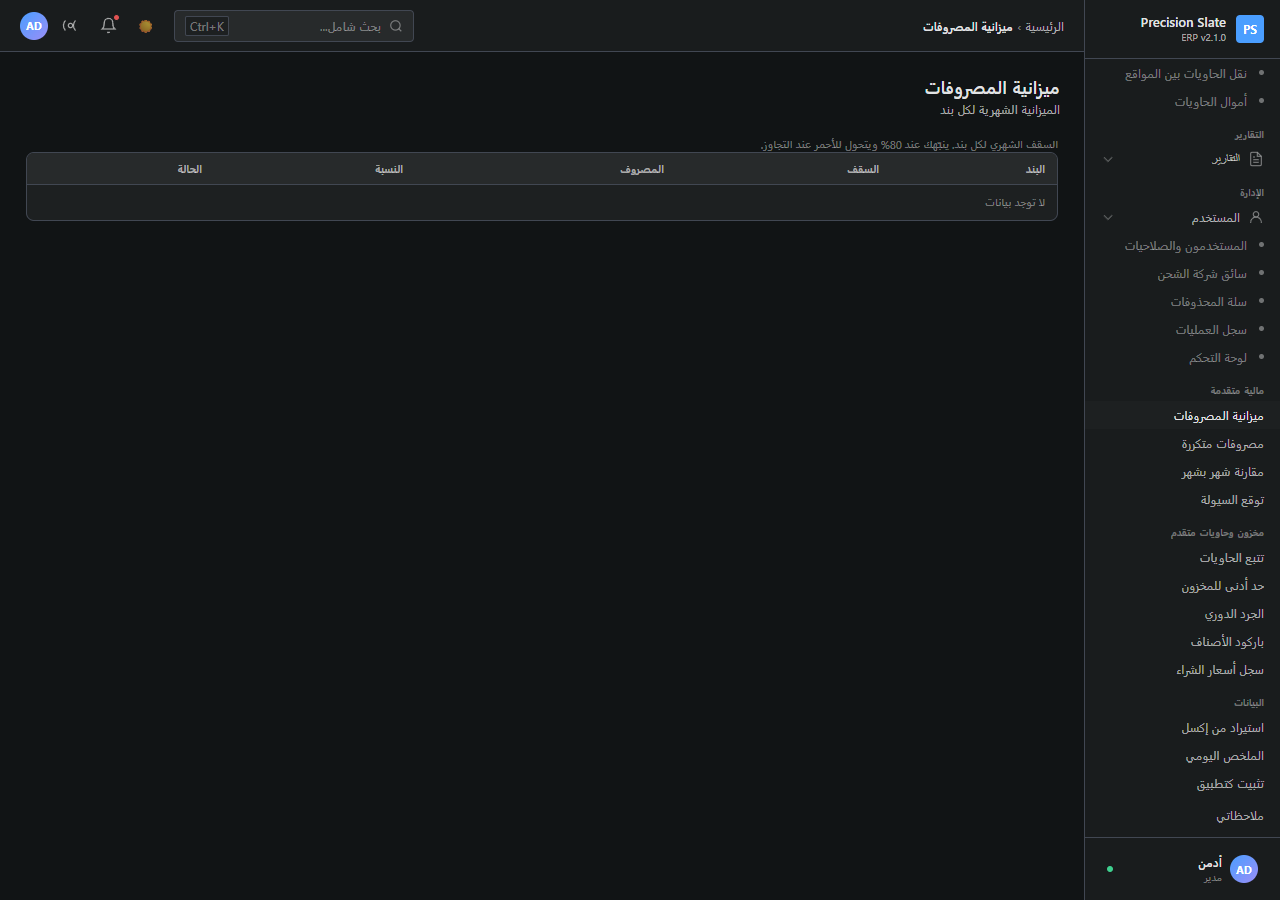 Precision Slate
ERP v2.1.0
PS
الرئيسية › ميزانية المصروفات
بحث شامل...
Ctrl+K
AD
ميزانية المصروفات
الميزانية الشهرية لكل بند
السقف الشهري لكل بند. ينبّهك عند 80% ويتحول للأحمر عند التجاوز.
البند السقف المصروف النسبة الحالة
لا توجد بيانات
نقل الحاويات بين المواقع
أموال الحاويات
التقارير
التقارير
الإدارة
المستخدم
المستخدمون والصلاحيات
سائق شركة الشحن
سلة المحذوفات
سجل العمليات
لوحة التحكم
مالية متقدمة
ميزانية المصروفات
مصروفات متكررة
مقارنة شهر بشهر
توقع السيولة
مخزون وحاويات متقدم
تتبع الحاويات
حد أدنى للمخزون
الجرد الدوري
باركود الأصناف
سجل أسعار الشراء
البيانات
استيراد من إكسل
الملخص اليومي
تثبيت كتطبيق
ملاحظاتي
أدمن
مدير
AD